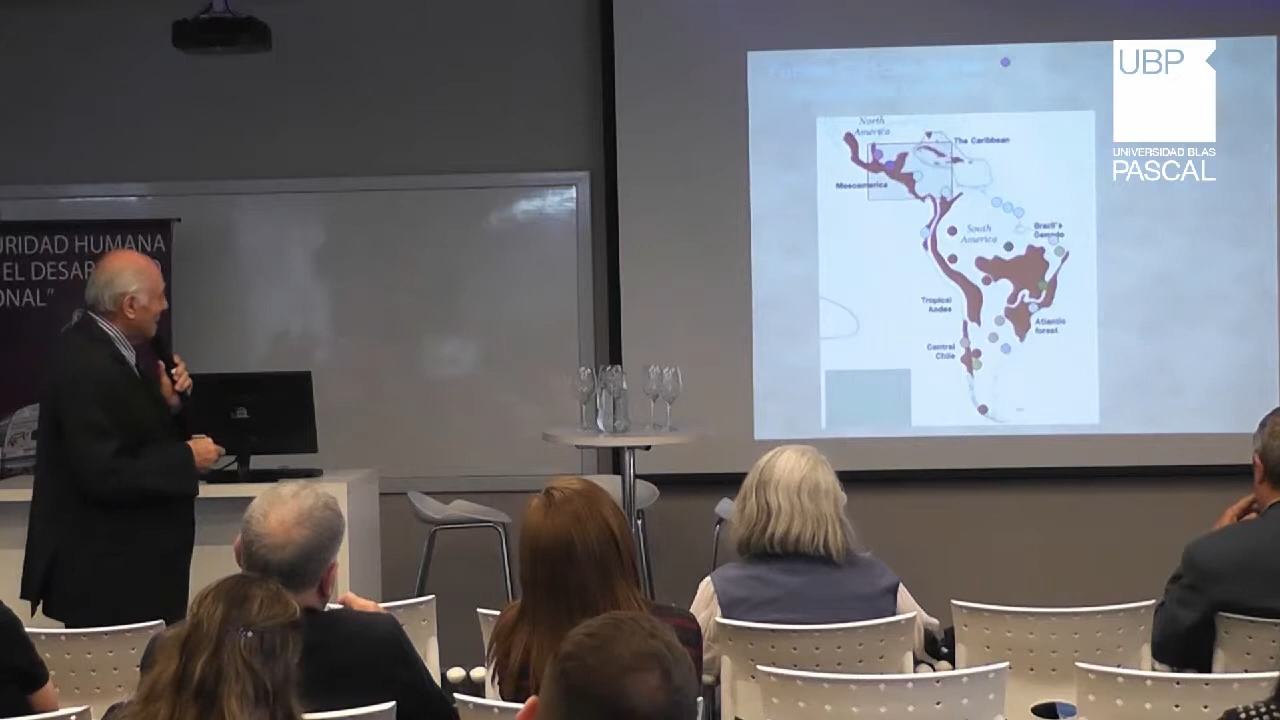 URIDAD HUMANA
EL DESAR
ONAL”
North
America
The Caribbean
Mesoamerica
South
America
Brazil's
Cerrado
Tropical
Andes
Atlantic
forest
Central
Chile
UBP
UNIVERSIDAD BLAS
PASCAL